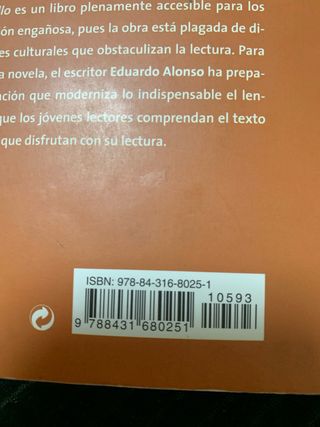 llo es un libro plenamente accesible para los
ón engañosa, pues la obra está plagada de di-
es culturales que obstaculizan la lectura. Para
a novela, el escritor Eduardo Alonso ha prepa-
ación que moderniza lo indispensable el len-
que los jóvenes lectores comprendan el texto
que disfrutan con su lectura.
ISBN: 978-84-316-8025-1
10593
9 788431 680251